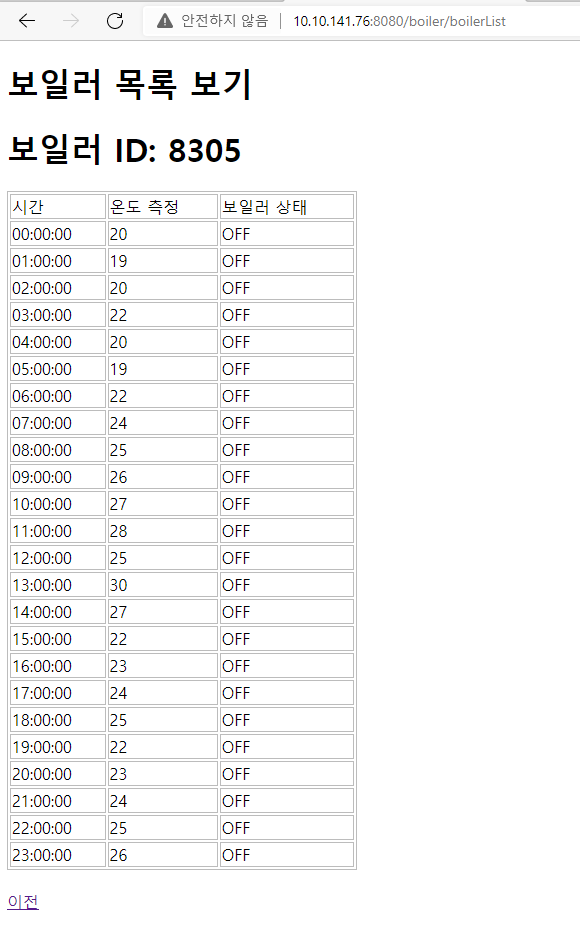 안전하지 않음 10.10.141.76:8080/boiler/boilerList
보일러 목록 보기
보일러 ID: 8305
시간 온도 측정 보일러 상태
00:00:00 20 OFF
01:00:00 19 OFF
02:00:00 20 OFF
03:00:00 22 OFF
04:00:00 20 OFF
05:00:00 19 OFF
06:00:00 22 OFF
07:00:00 24 OFF
08:00:00 25 OFF
09:00:00 26 OFF
10:00:00 27 OFF
11:00:00 28 OFF
12:00:00 25 OFF
13:00:00 30 OFF
14:00:00 27 OFF
15:00:00 22 OFF
16:00:00 23 OFF
17:00:00 24 OFF
18:00:00 25 OFF
19:00:00 22 OFF
20:00:00 23 OFF
21:00:00 24 OFF
22:00:00 25 OFF
23:00:00 26 OFF
이전